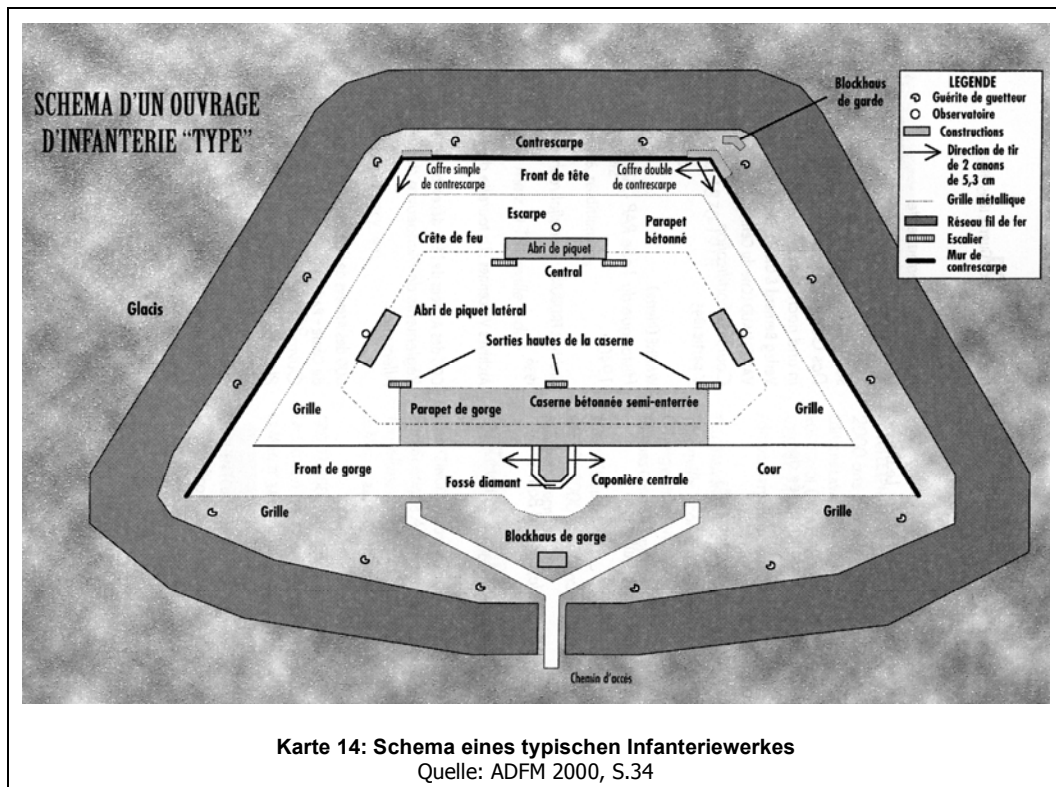 SCHEMA D'UN OUVRAGE
D'INFANTERIE "TYPE"
Blockhaus
de garde
LEGENDE
Guérite de guetteur
Observatoire
Constructions
Direction de tir
de 2 canons
de 5,3 cm
Grille métallique
Réseau fil de fer
Escalier
Mur de
contrescarpe
Contrescarpe
Coffre simple
de contrescarpe
Front de tête
Coffre double
de contrescarpe
Escarpe
Crête de feu
Parapet
bétonné
Abri de piquet
Central
Glacis
Abri de piquet latéral
Sorties hautes de la caserne
Grille
Parapet de gorge
Caserne bétonnée semi-enterrée
Grille
Front de gorge
Fossé diamant
Caponière centrale
Cour
Grille
Grille
Blockhaus de gorge
Chemin d'accés
Karte 14: Schema eines typischen Infanteriewerkes
Quelle: ADFM 2000, S.34